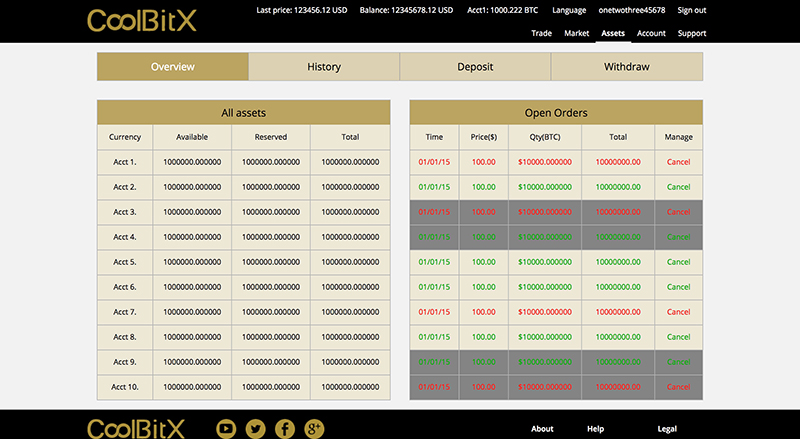 CoolBitX
Last price: 123456.12 USD Balance: 12345678.12 USD Acct1: 1000.222 BTC Language onetwothree45678 Sign out
Trade Market Assets Account Support
Overview History Deposit Withdraw
All assets
Currency Available Reserved Total
Acct 1. 1000000.000000 1000000.000000 1000000.000000
Acct 2. 1000000.000000 1000000.000000 1000000.000000
Acct 3. 1000000.000000 1000000.000000 1000000.000000
Acct 4. 1000000.000000 1000000.000000 1000000.000000
Acct 5. 1000000.000000 1000000.000000 1000000.000000
Acct 6. 1000000.000000 1000000.000000 1000000.000000
Acct 7. 1000000.000000 1000000.000000 1000000.000000
Acct 8. 1000000.000000 1000000.000000 1000000.000000
Acct 9. 1000000.000000 1000000.000000 1000000.000000
Acct 10. 1000000.000000 1000000.000000 1000000.000000
Open Orders
Time Price($) Qty(BTC) Total Manage
01/01/15 100.00 $10000.000000 10000000.00 Cancel
01/01/15 100.00 $10000.000000 10000000.00 Cancel
01/01/15 100.00 $10000.000000 10000000.00 Cancel
01/01/15 100.00 $10000.000000 10000000.00 Cancel
01/01/15 100.00 $10000.000000 10000000.00 Cancel
01/01/15 100.00 $10000.000000 10000000.00 Cancel
01/01/15 100.00 $10000.000000 10000000.00 Cancel
01/01/15 100.00 $10000.000000 10000000.00 Cancel
01/01/15 100.00 $10000.000000 10000000.00 Cancel
01/01/15 100.00 $10000.000000 10000000.00 Cancel
CoolBitX g+ About Help Legal